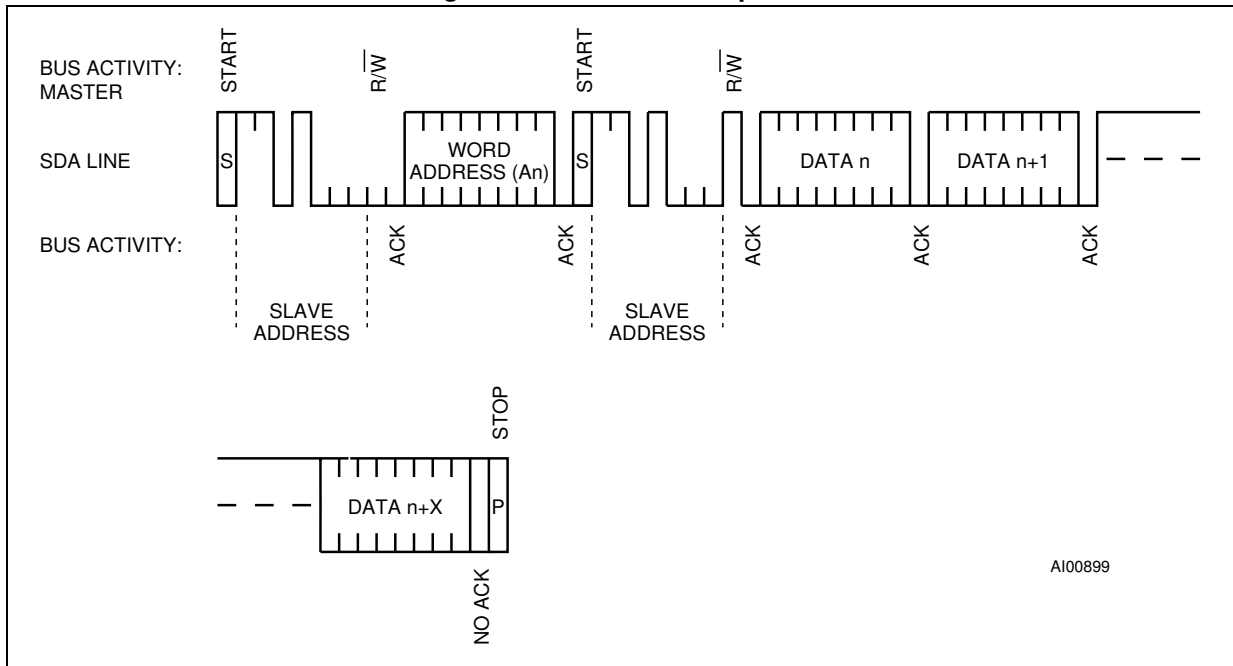 BUS ACTIVITY:
MASTER
START
R/W
START
R/W
SDA LINE
S
WORD
ADDRESS (An)
S
DATA n
DATA n+1
BUS ACTIVITY:
ACK
ACK
ACK
ACK
ACK
SLAVE
ADDRESS
SLAVE
ADDRESS
STOP
DATA n+X
P
NO ACK
AI00899